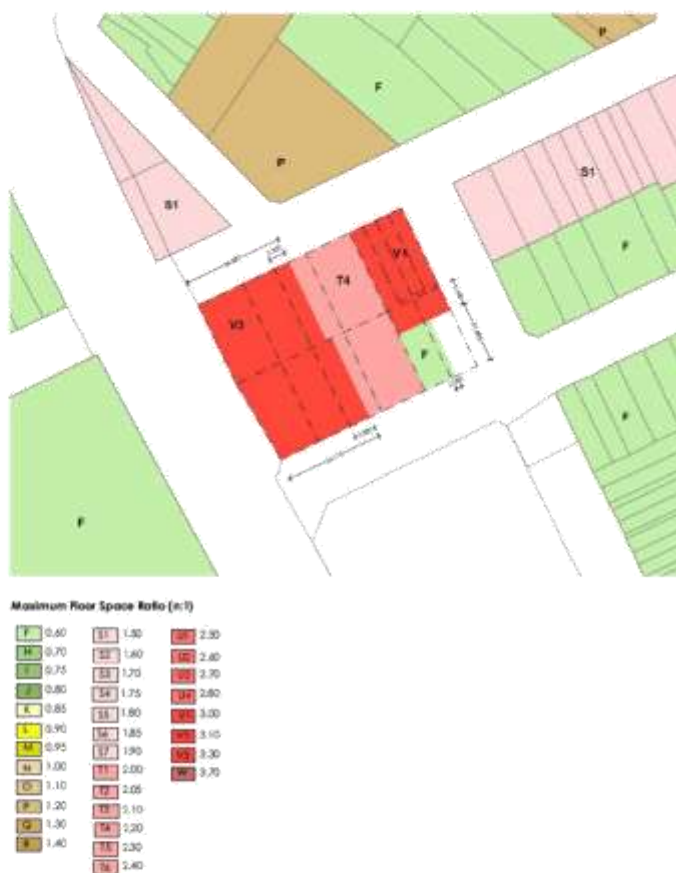 P
F
P
S1
S1
F
V3
T4
V1
F
F
F
Maximum Floor Space Ratio (n:1)
F 0.60
H 0.70
I 0.75
J 0.80
K 0.85
L 0.90
M 0.95
N 1.00
O 1.10
P 1.20
Q 1.30
R 1.40
S1 1.50
S2 1.60
S3 1.70
S4 1.75
S5 1.80
S6 1.85
S7 1.90
T1 2.00
T2 2.05
T3 2.10
T4 2.20
T5 2.30
T6 2.40
U1 2.50
U2 2.60
U3 2.70
U4 2.80
V1 3.00
3.10
V3 3.30
W 3.70